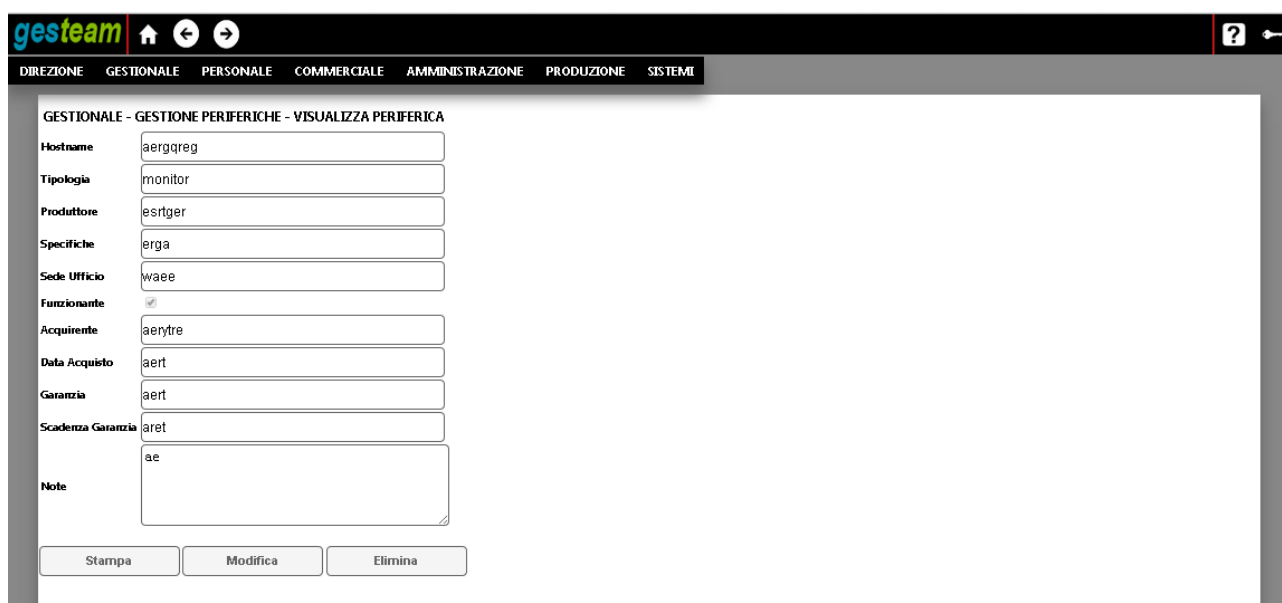 gesteam
DIREZIONE GESTIONALE PERSONALE COMMERCIALE AMMINISTRAZIONE PRODUZIONE SISTEMI
GESTIONALE - GESTIONE PERIFERICHE - VISUALIZZA PERIFERICA
Hostname aergqreg
Tipologia monitor
Produttore esrtger
Specifiche erga
Sede Ufficio waee
Funzionante
Acquirente aerytre
Data Acquisto aert
Garanzia aert
Scadenza Garanzia aret
Note ae
Stampa Modifica Elimina